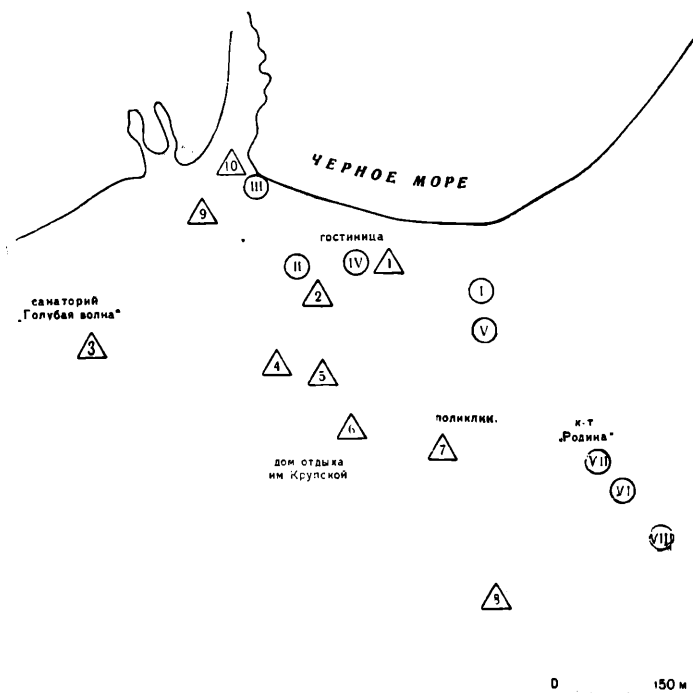 10
ЧЕРНОЕ МОРЕ
III
9
гостиница
II
IV
1
I
2
санаторий
„Голубая волна"
V
3
4
5
6
поликлин.
7
к-т
„Родина"
дом отдыха
им Крупской
VII
VI
VIII
8
0 150 м